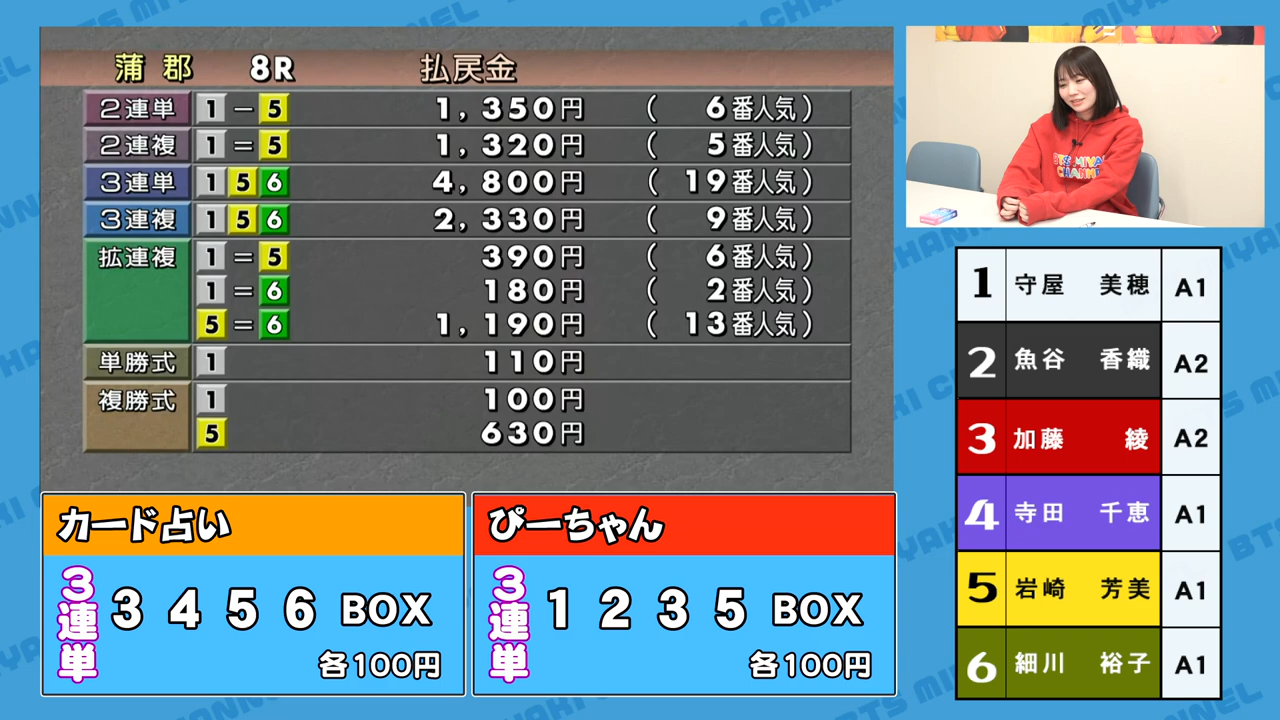 蒲郡 8R 払戻金
2連単 1-5 1,350円 (6番人気)
2連複 1=5 1,320円 (5番人気)
3連単 1 5 6 4,800円 (19番人気)
3連複 1 5 6 2,330円 (9番人気)
拡連複 1=5 390円 (6番人気)
1=6 180円 (2番人気)
5=6 1,190円 (13番人気)
単勝式 1 110円
複勝式 1 100円
5 630円
カード占い
3連単 3 4 5 6 BOX
各100円
ぴーちゃん
3連単 1 2 3 5 BOX
各100円
BTS MIYAKI
CHANNEL
1 守屋 美穂 A1
2 魚谷 香織 A2
3 加藤 綾 A2
4 寺田 千恵 A1
5 岩崎 芳美 A1
6 細川 裕子 A1